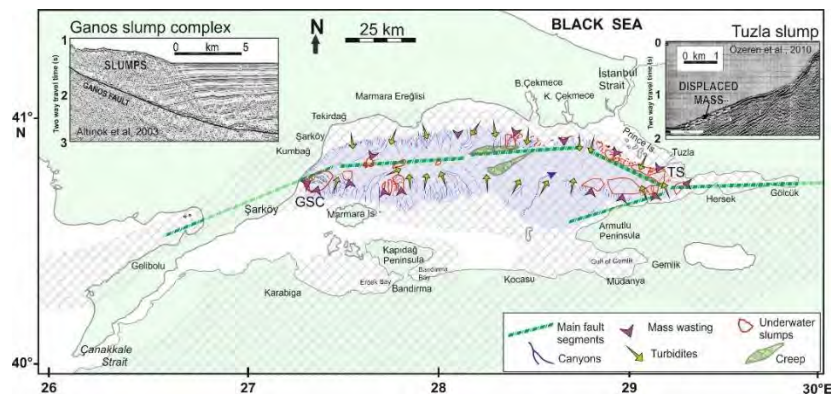 Ganos slump complex
N
25 km
BLACK SEA
Tuzla slump
1
0 km 5
SLUMPS
GANOS FAULT
2
3
Two way travel time (s)
Altinok et al. 2003
0
0 km 1
Ozeren et al., 2010
DISPLACED
MASS
1
2
Two way travel time (s)
İstanbul
Strait
B.Çekmece
K. Çekmece
Marmara Ereğlisi
41°
N
Tekirdağ
Şarköy
Kumbağ
Prince Is.
Tuzla
TS
GSC
Hersek
Gölcük
Şarköy
Marmara Is.
Armutlu
Peninsula
Gelibolu
Kapıdağ
Peninsula
Gulf of Gemlik
Gemlik
Erdek Bay
Bandırma
Bay
Kocasu
Mudanya
Karabiga
Bandırma
Çanakkale
Strait
Main fault
segments
Mass wasting
Underwater
slumps
Canyons
Turbidites
Creep
40°
26
27
28
29
30°E